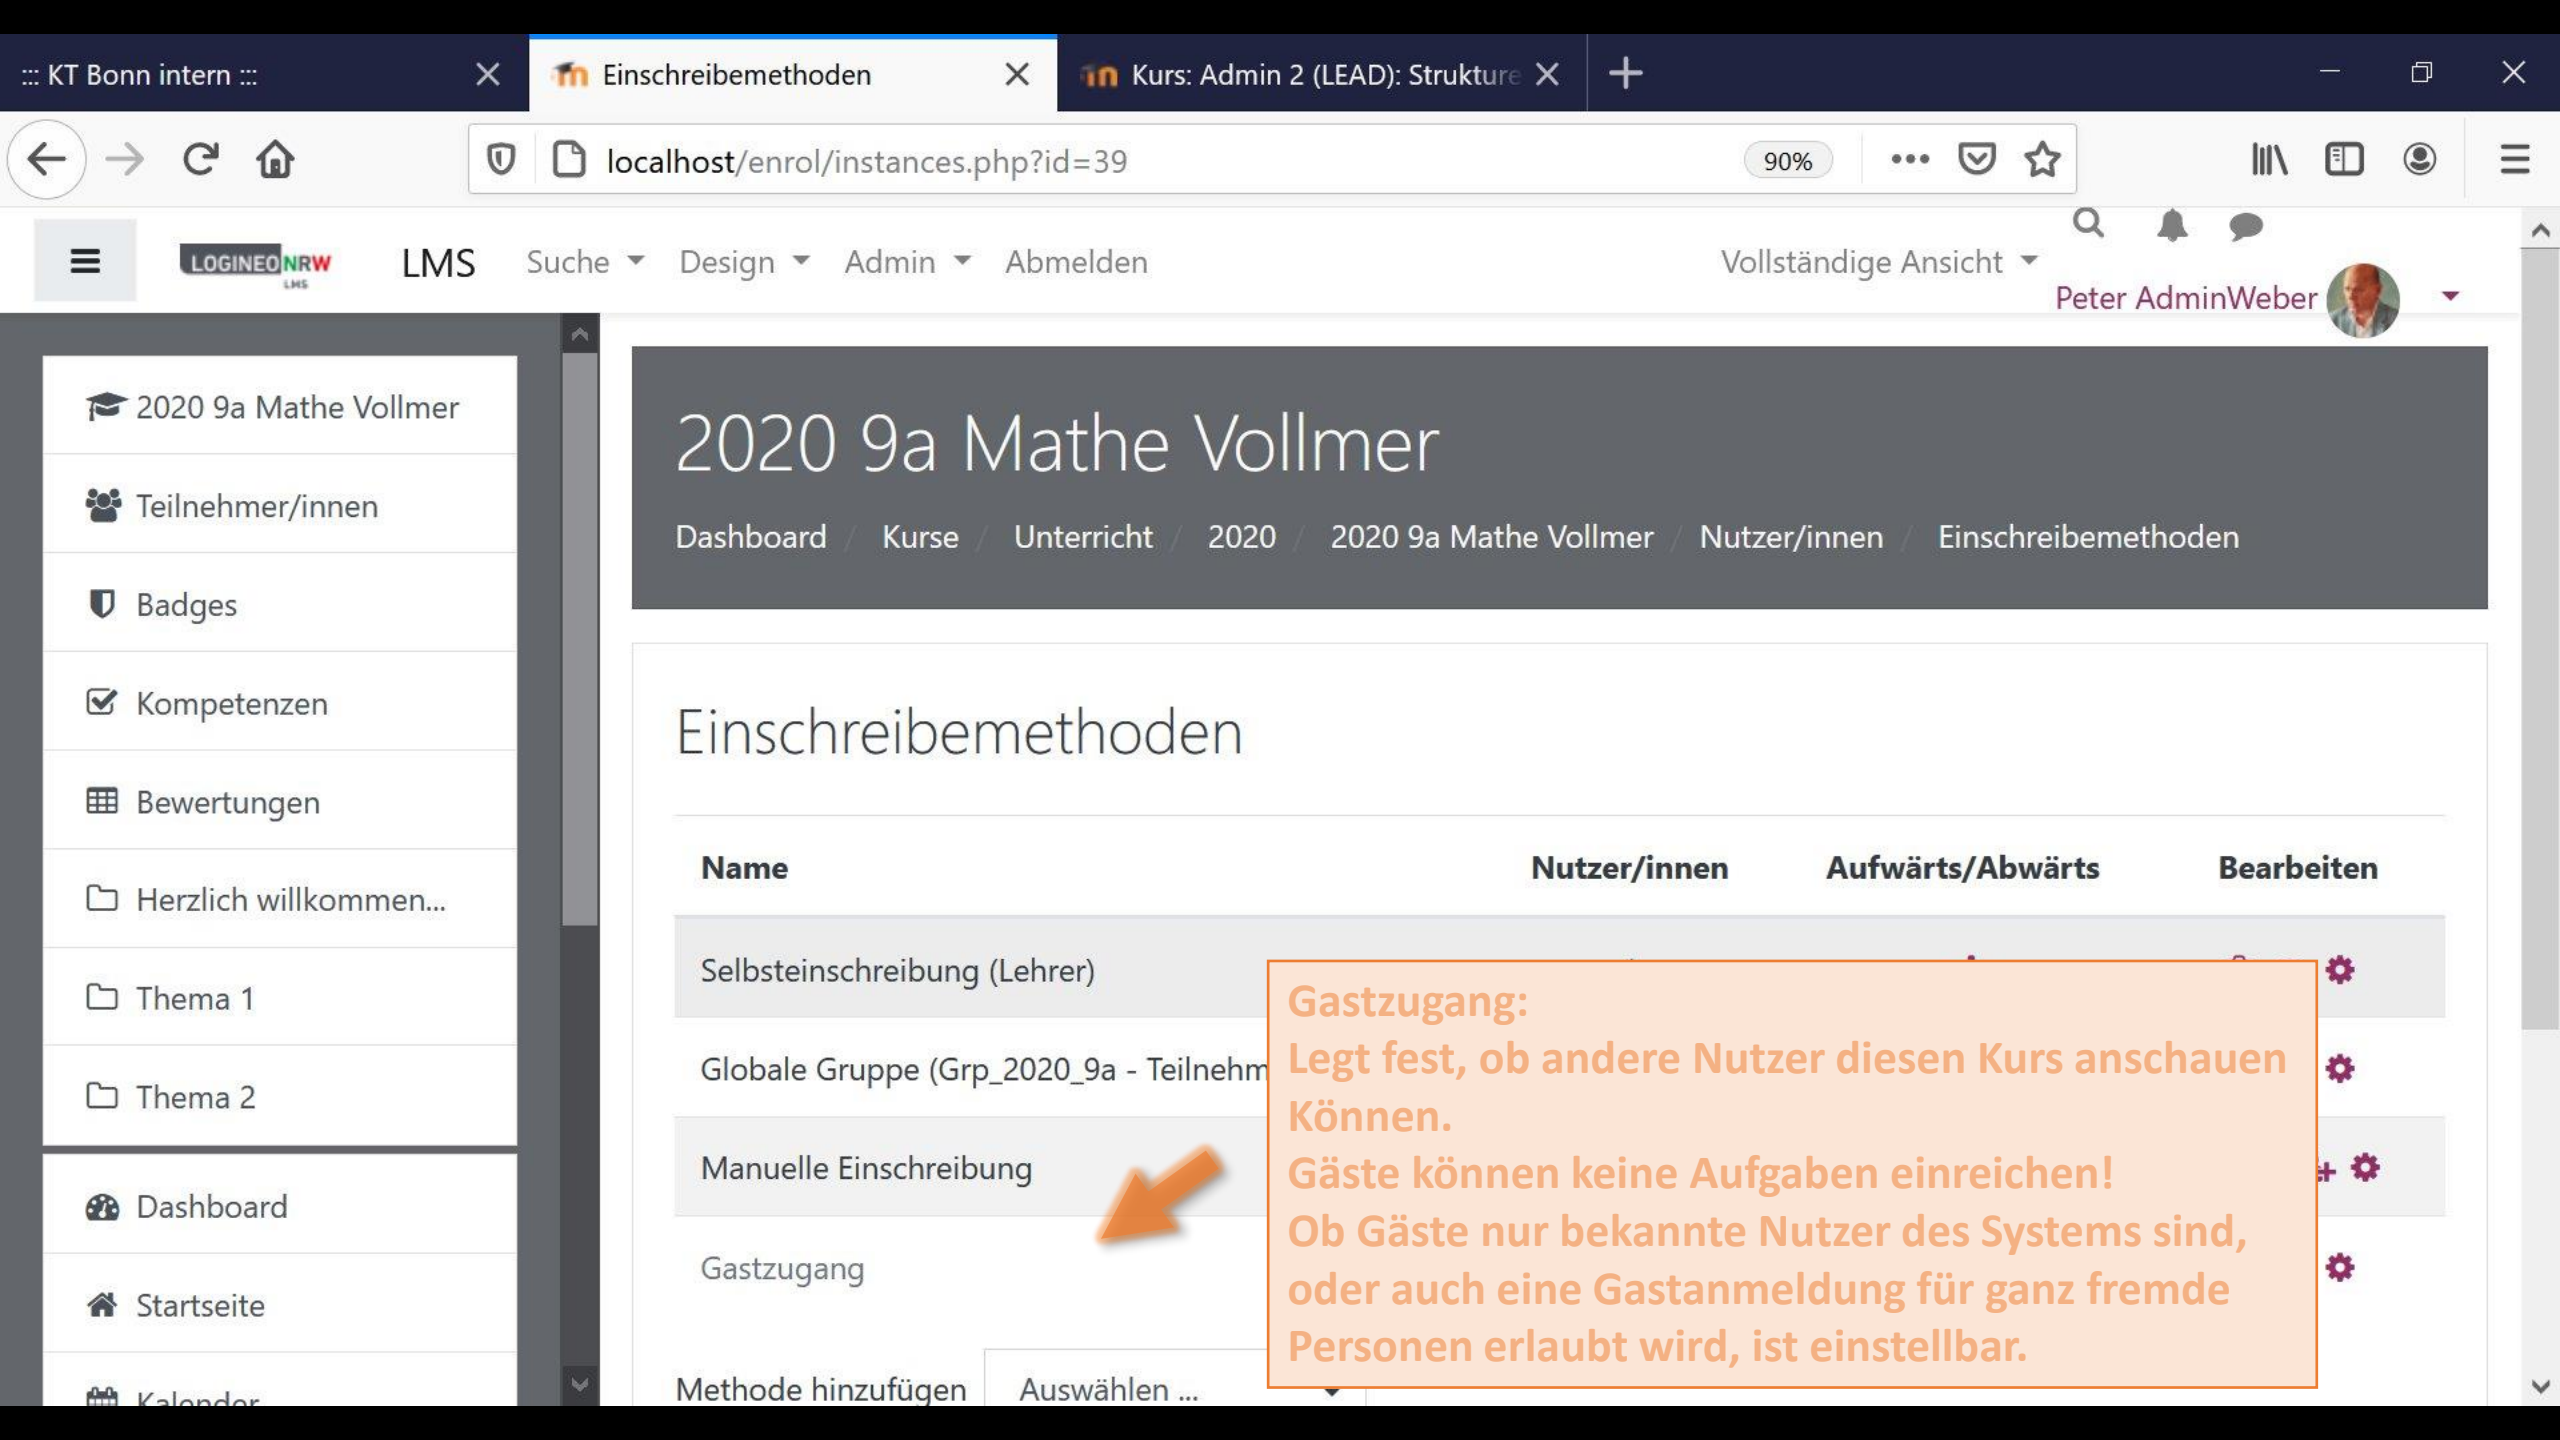 ::: KT Bonn intern :::
Einschreibemethoden
Kurs: Admin 2 (LEAD): Strukture
localhost/enrol/instances.php?id=39
90%
LOGINEO NRW
LMS
LMS
Suche
Design
Admin
Abmelden
Vollständige Ansicht
Peter AdminWeber
2020 9a Mathe Vollmer
Teilnehmer/innen
Badges
Kompetenzen
Bewertungen
Herzlich willkommen...
Thema 1
Thema 2
Dashboard
Startseite
Kalender
2020 9a Mathe Vollmer
Dashboard / Kurse / Unterricht / 2020 / 2020 9a Mathe Vollmer / Nutzer/innen / Einschreibemethoden
Einschreibemethoden
Name Nutzer/innen Aufwärts/Abwärts Bearbeiten
Selbsteinschreibung (Lehrer)
Globale Gruppe (Grp_2020_9a - Teilnehm
Manuelle Einschreibung
Gastzugang
Methode hinzufügen Auswählen ...
Gastzugang:
Legt fest, ob andere Nutzer diesen Kurs anschauen
Können.
Gäste können keine Aufgaben einreichen!
Ob Gäste nur bekannte Nutzer des Systems sind,
oder auch eine Gastanmeldung für ganz fremde
Personen erlaubt wird, ist einstellbar.